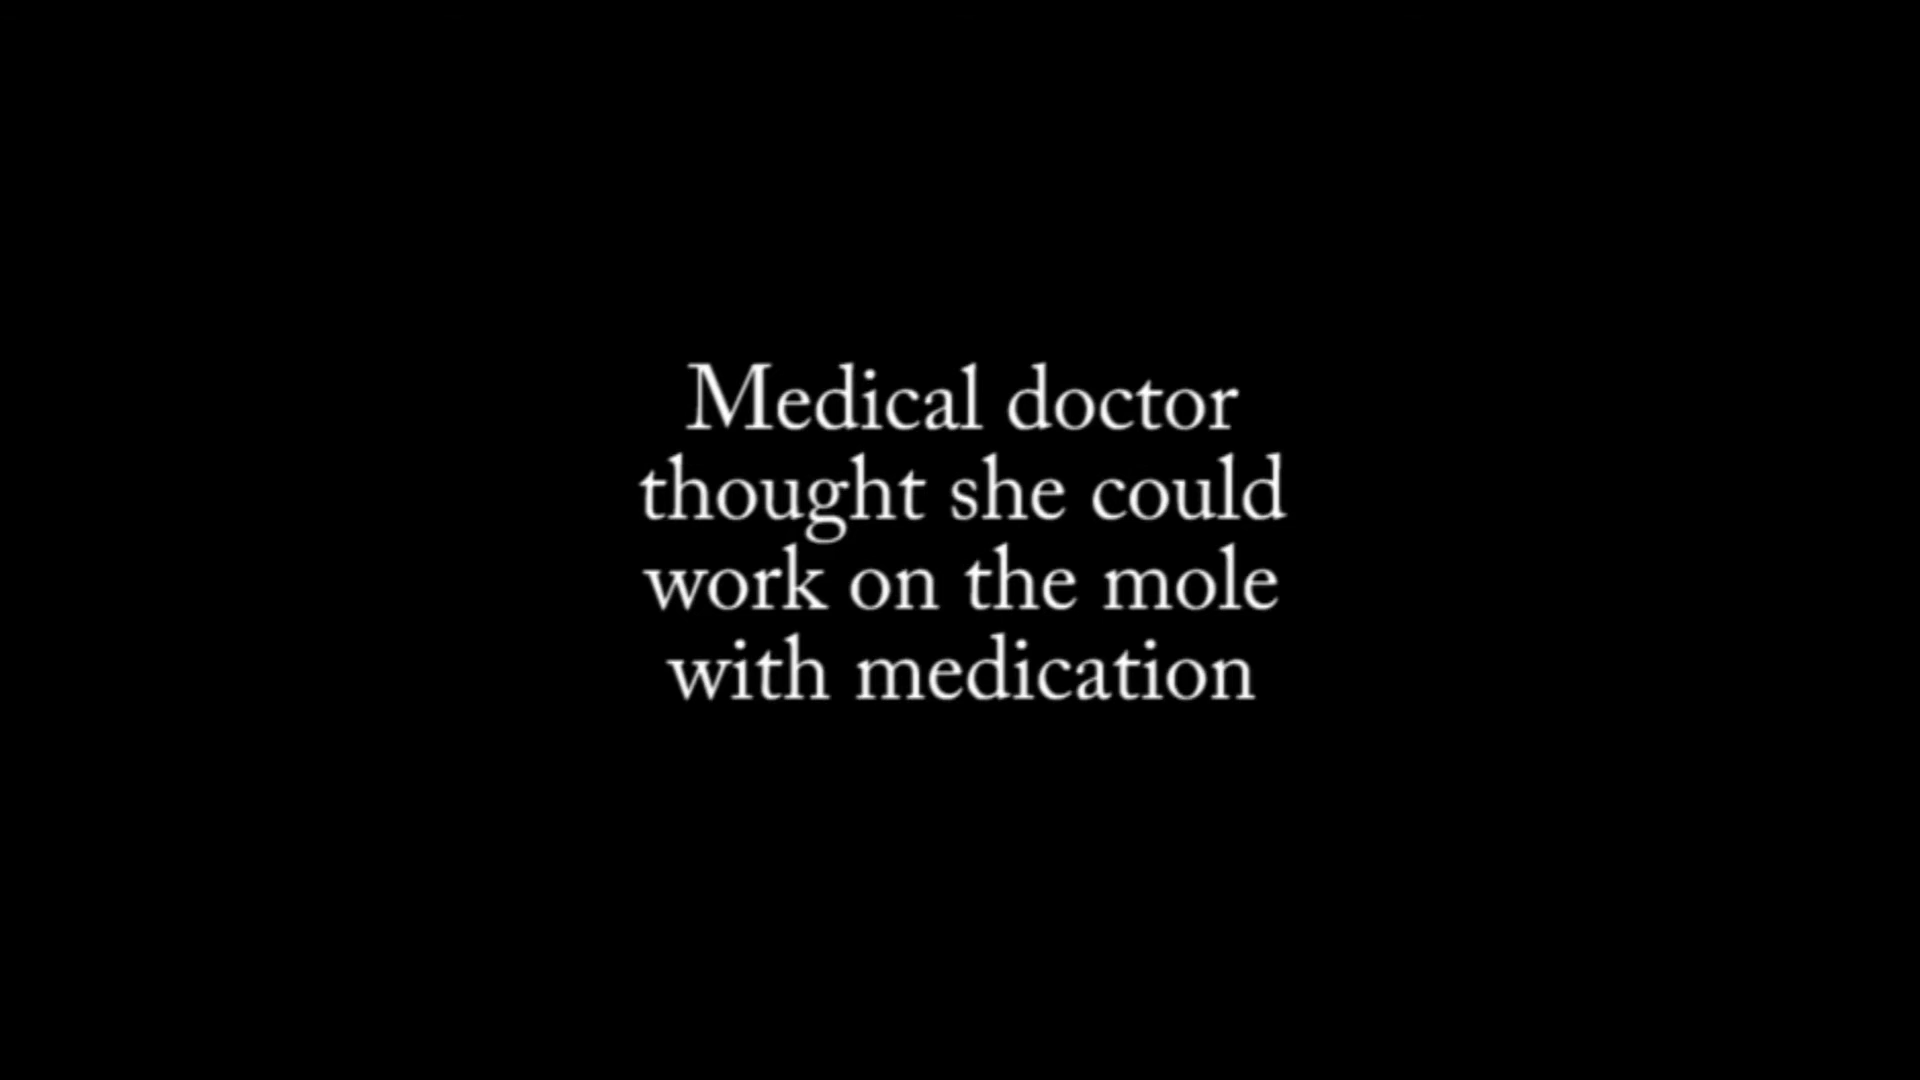 Medical doctor
thought she could
work on the mole
with medication